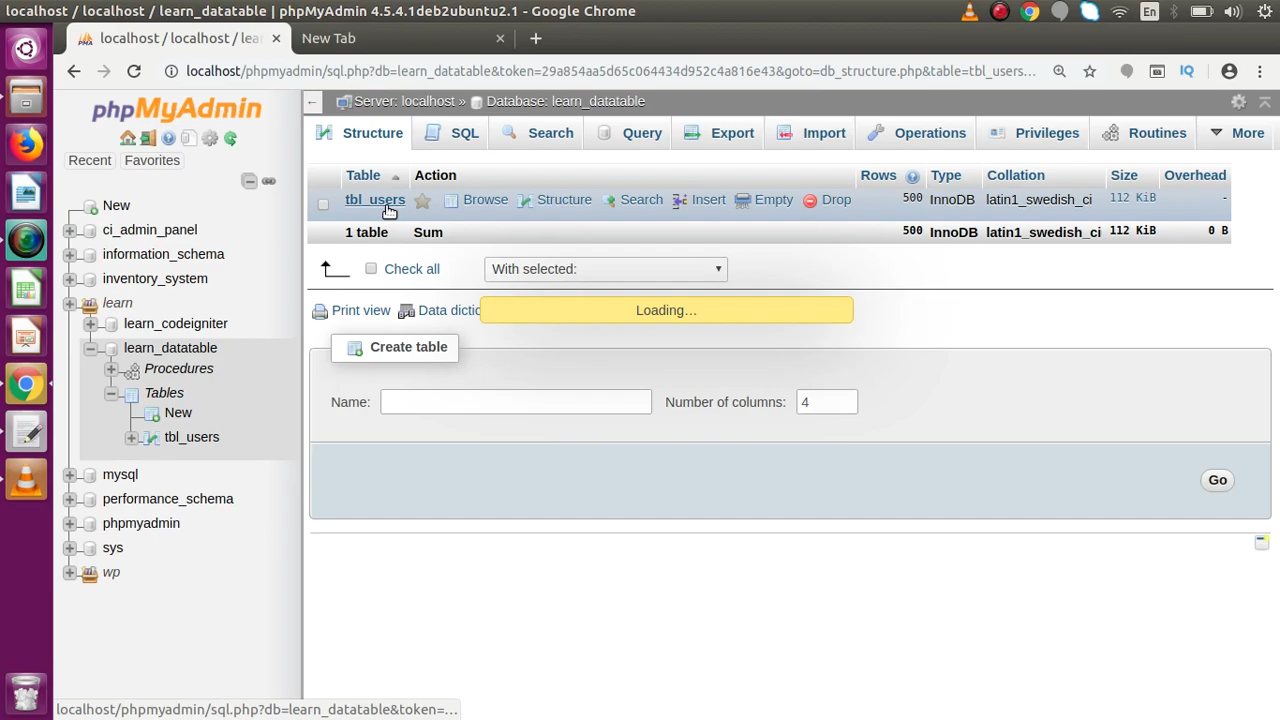 localhost / localhost / learn_datatable | phpMyAdmin 4.5.4.1deb2ubuntu2.1 - Google Chrome
En
localhost / localhost / lea
New Tab
localhost/phpmyadmin/sql.php?db=learn_datatable&token=29a854aa5d65c064434d952c4a816e43&goto=db_structure.php&table=tbl_users...
IQ
phpMyAdmin
Recent
Favorites
New
ci_admin_panel
information_schema
inventory_system
learn
learn_codeigniter
learn_datatable
Procedures
Tables
New
tbl_users
mysql
performance_schema
phpmyadmin
sys
wp
Server: localhost » Database: learn_datatable
Structure SQL Search Query Export Import Operations Privileges Routines More
Table Action Rows Type Collation Size Overhead
tbl_users Browse Structure Search Insert Empty Drop 500 InnoDB latin1_swedish_ci 112 KiB -
1 table Sum 500 InnoDB latin1_swedish_ci 112 KiB 0 B
Check all With selected:
Print view Data dictio
Loading…
Create table
Name: Number of columns: 4
Go
localhost/phpmyadmin/sql.php?db=learn_datatable&token=...